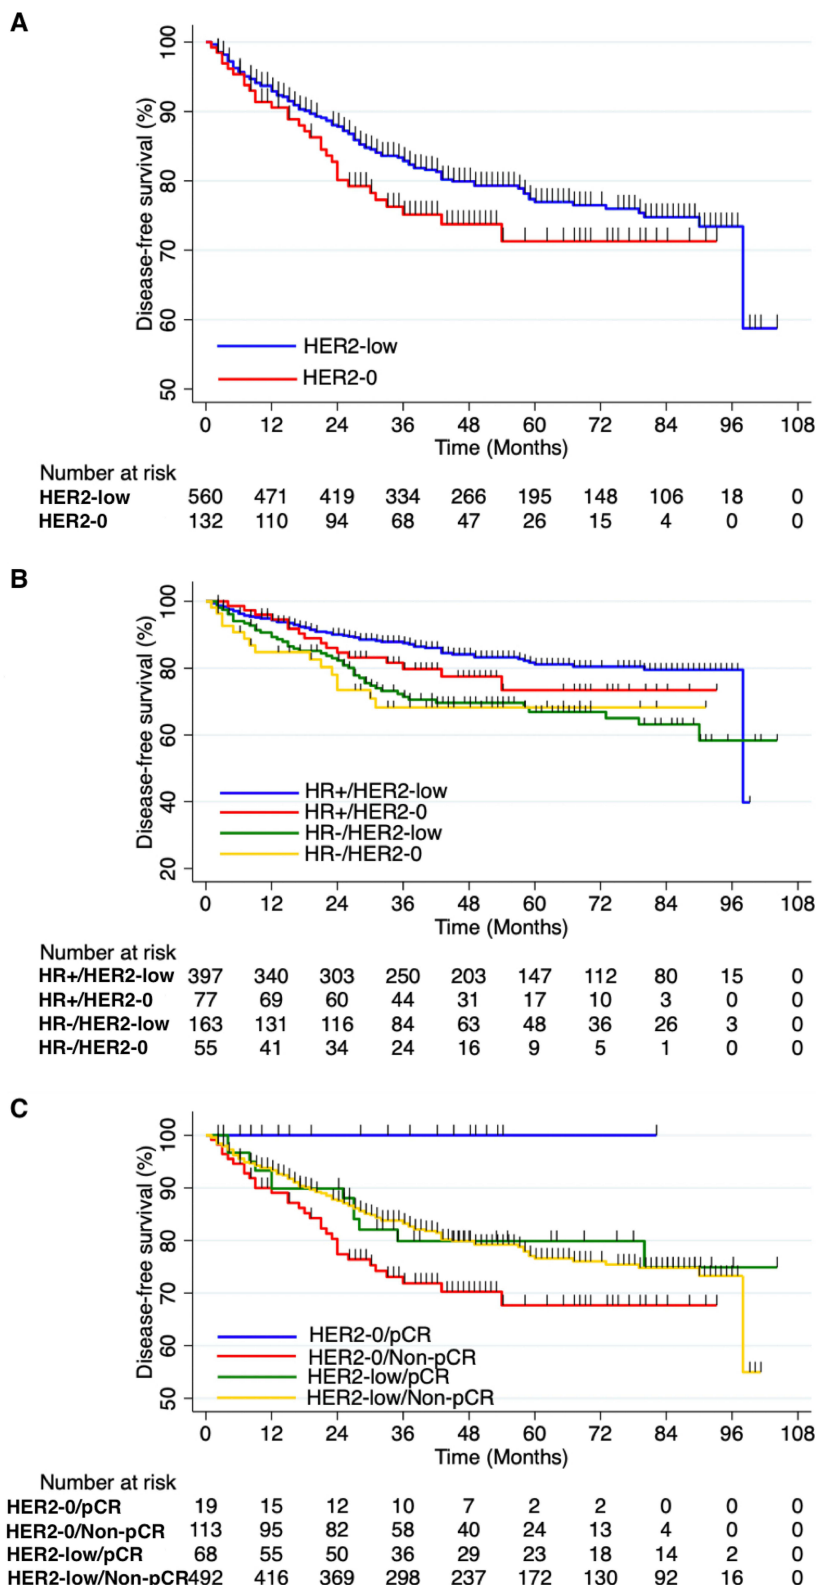 A
Disease-free survival (%)
100
90
80
70
60
50
HER2-low
HER2-0
0 12 24 36 48 60 72 84 96 108
Time (Months)
Number at risk
HER2-low 560 471 419 334 266 195 148 106 18 0
HER2-0 132 110 94 68 47 26 15 4 0 0
B
Disease-free survival (%)
100
80
60
40
20
HR+/HER2-low
HR+/HER2-0
HR-/HER2-low
HR-/HER2-0
0 12 24 36 48 60 72 84 96 108
Time (Months)
Number at risk
HR+/HER2-low 397 340 303 250 203 147 112 80 15 0
HR+/HER2-0 77 69 60 44 31 17 10 3 0 0
HR-/HER2-low 163 131 116 84 63 48 36 26 3 0
HR-/HER2-0 55 41 34 24 16 9 5 1 0 0
C
Disease-free survival (%)
100
90
80
70
60
50
HER2-0/pCR
HER2-0/Non-pCR
HER2-low/pCR
HER2-low/Non-pCR
0 12 24 36 48 60 72 84 96 108
Time (Months)
Number at risk
HER2-0/pCR 19 15 12 10 7 2 2 0 0 0
HER2-0/Non-pCR 113 95 82 58 40 24 13 4 0 0
HER2-low/pCR 68 55 50 36 29 23 18 14 2 0
HER2-low/Non-pCR 492 416 369 298 237 172 130 92 16 0